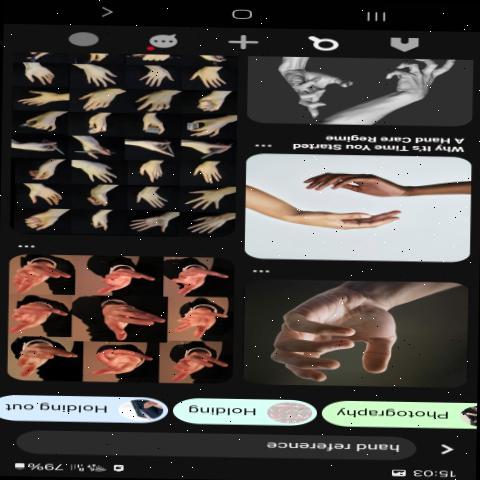 15:03
79%
hand reference
Photography
Holding
Holding out
Why It's Time You Started
A Hand Care Regime